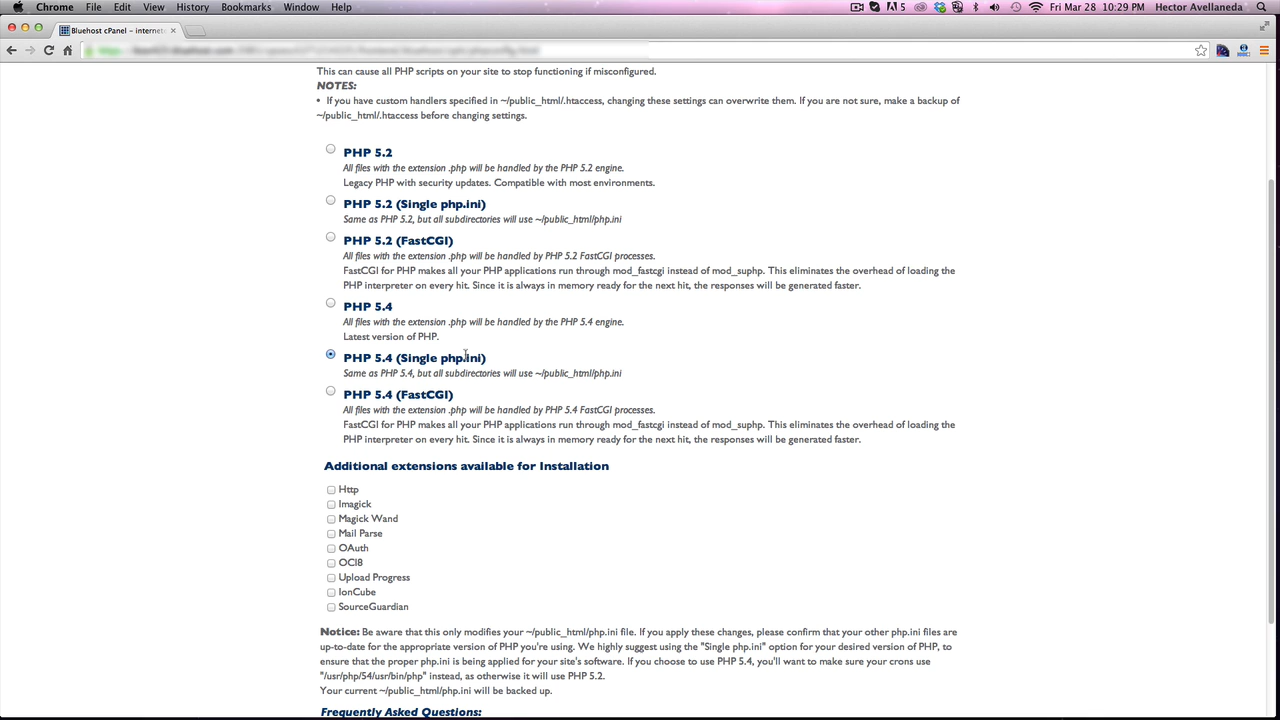 Chrome File Edit View History Bookmarks Window Help 5 Fri Mar 28 10:29 PM Hector Avellaneda
Bluehost cPanel – internets
This can cause all PHP scripts on your site to stop functioning if misconfigured.
NOTES:
• If you have custom handlers specified in ~/public_html/.htaccess, changing these settings can overwrite them. If you are not sure, make a backup of
~/public_html/.htaccess before changing settings.
PHP 5.2
All files with the extension .php will be handled by the PHP 5.2 engine.
Legacy PHP with security updates. Compatible with most environments.
PHP 5.2 (Single php.ini)
Same as PHP 5.2, but all subdirectories will use ~/public_html/php.ini
PHP 5.2 (FastCGI)
All files with the extension .php will be handled by PHP 5.2 FastCGI processes.
FastCGI for PHP makes all your PHP applications run through mod_fastcgi instead of mod_suphp. This eliminates the overhead of loading the
PHP interpreter on every hit. Since it is always in memory ready for the next hit, the responses will be generated faster.
PHP 5.4
All files with the extension .php will be handled by the PHP 5.4 engine.
Latest version of PHP.
PHP 5.4 (Single php.ini)
Same as PHP 5.4, but all subdirectories will use ~/public_html/php.ini
PHP 5.4 (FastCGI)
All files with the extension .php will be handled by PHP 5.4 FastCGI processes.
FastCGI for PHP makes all your PHP applications run through mod_fastcgi instead of mod_suphp. This eliminates the overhead of loading the
PHP interpreter on every hit. Since it is always in memory ready for the next hit, the responses will be generated faster.
Additional extensions available for Installation
Http
Imagick
Magick Wand
Mail Parse
OAuth
OCI8
Upload Progress
IonCube
SourceGuardian
Notice: Be aware that this only modifies your ~/public_html/php.ini file. If you apply these changes, please confirm that your other php.ini files are
up-to-date for the appropriate version of PHP you're using. We highly suggest using the "Single php.ini" option for your desired version of PHP, to
ensure that the proper php.ini is being applied for your site's software. If you choose to use PHP 5.4, you'll want to make sure your crons use
"/usr/php/54/usr/bin/php" instead, as otherwise it will use PHP 5.2.
Your current ~/public_html/php.ini will be backed up.
Frequently Asked Questions: